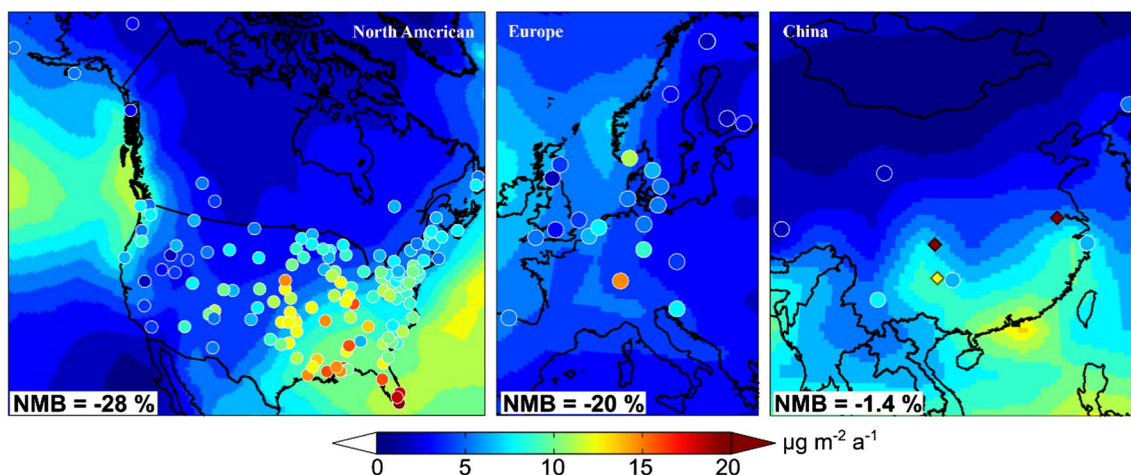 North American
Europe
China
NMB = -28 %
NMB = -20 %
NMB = -1.4 %
0 5 10 15 20 µg m⁻² a⁻¹